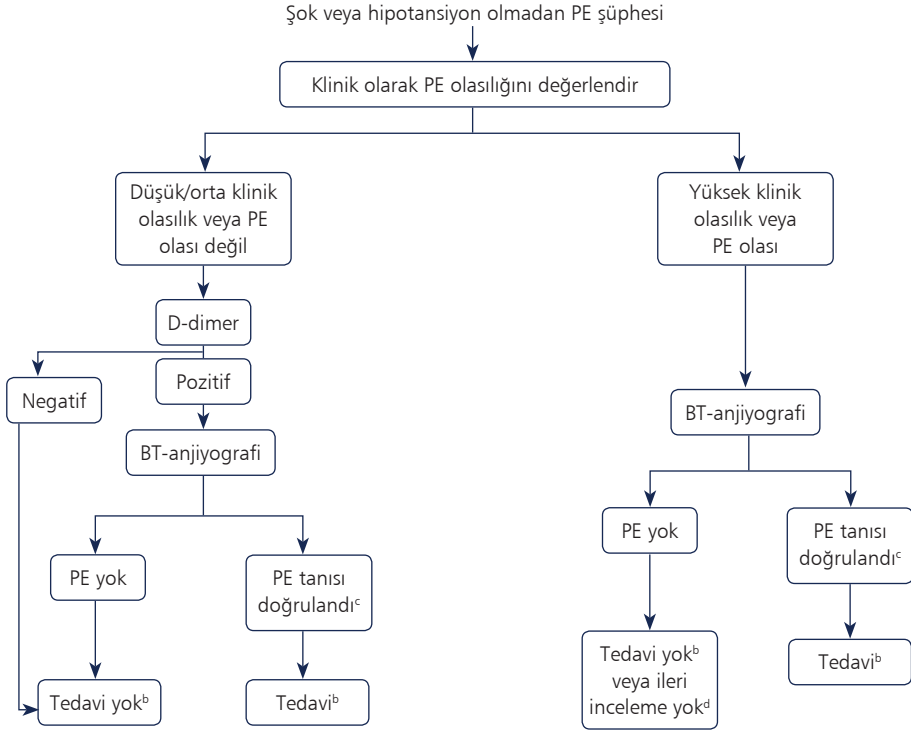 Şok veya hipotansiyon olmadan PE şüphesi
Klinik olarak PE olasılığını değerlendir
Düşük/orta klinik
olasılık veya PE
olası değil
Yüksek klinik
olasılık veya
PE olası
D-dimer
Negatif
Pozitif
BT-anjiyografi
BT-anjiyografi
PE yok
PE tanısı
doğrulandıᶜ
PE yok
PE tanısı
doğrulandıᶜ
Tedavi yokᵇ
Tedaviᵇ
Tedavi yokᵇ
veya ileri
inceleme yokᵈ
Tedaviᵇ